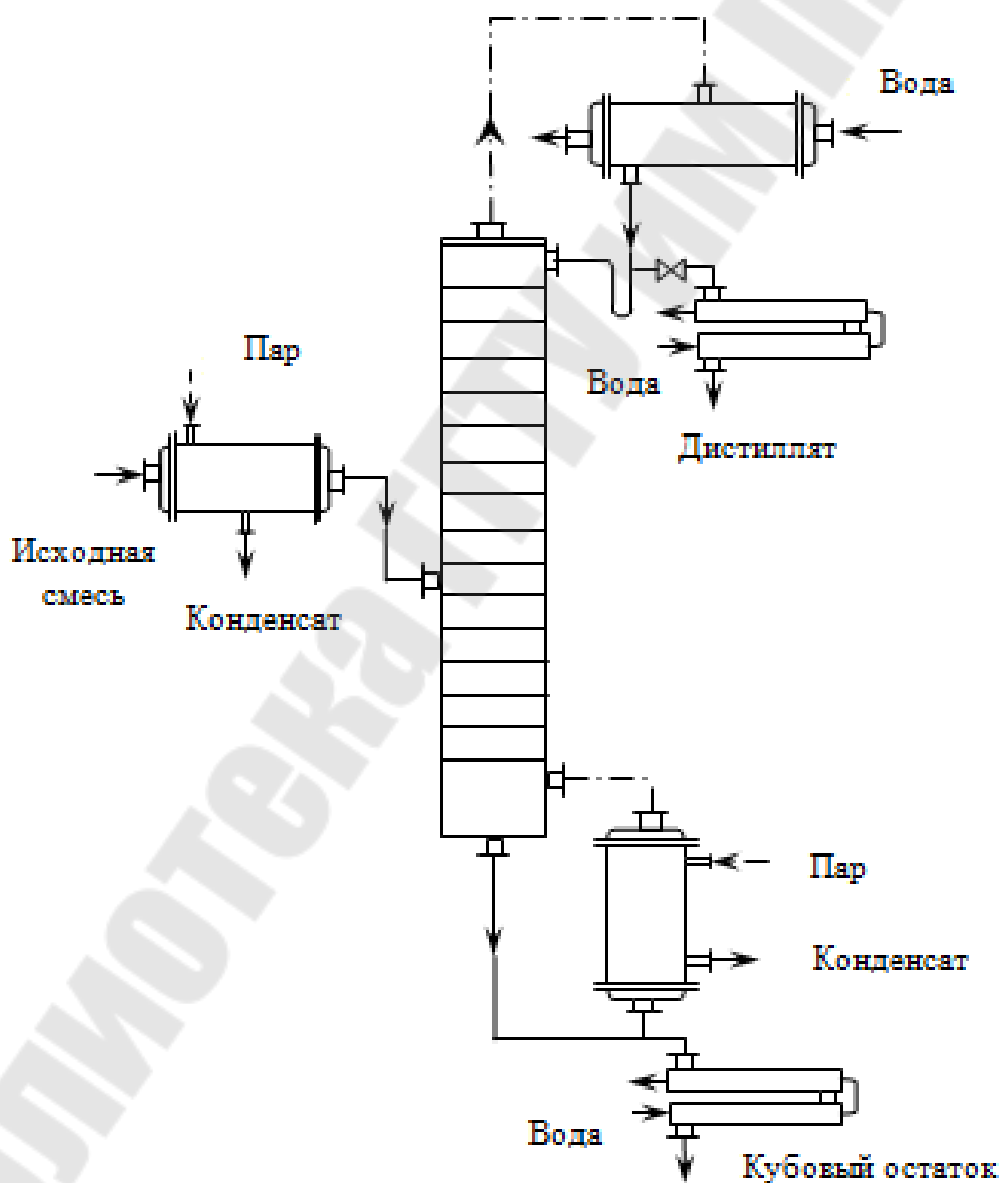 Вода
Пар
Вода
Дистиллят
Исходная
смесь
Конденсат
Пар
Конденсат
Вода
Кубовый остаток